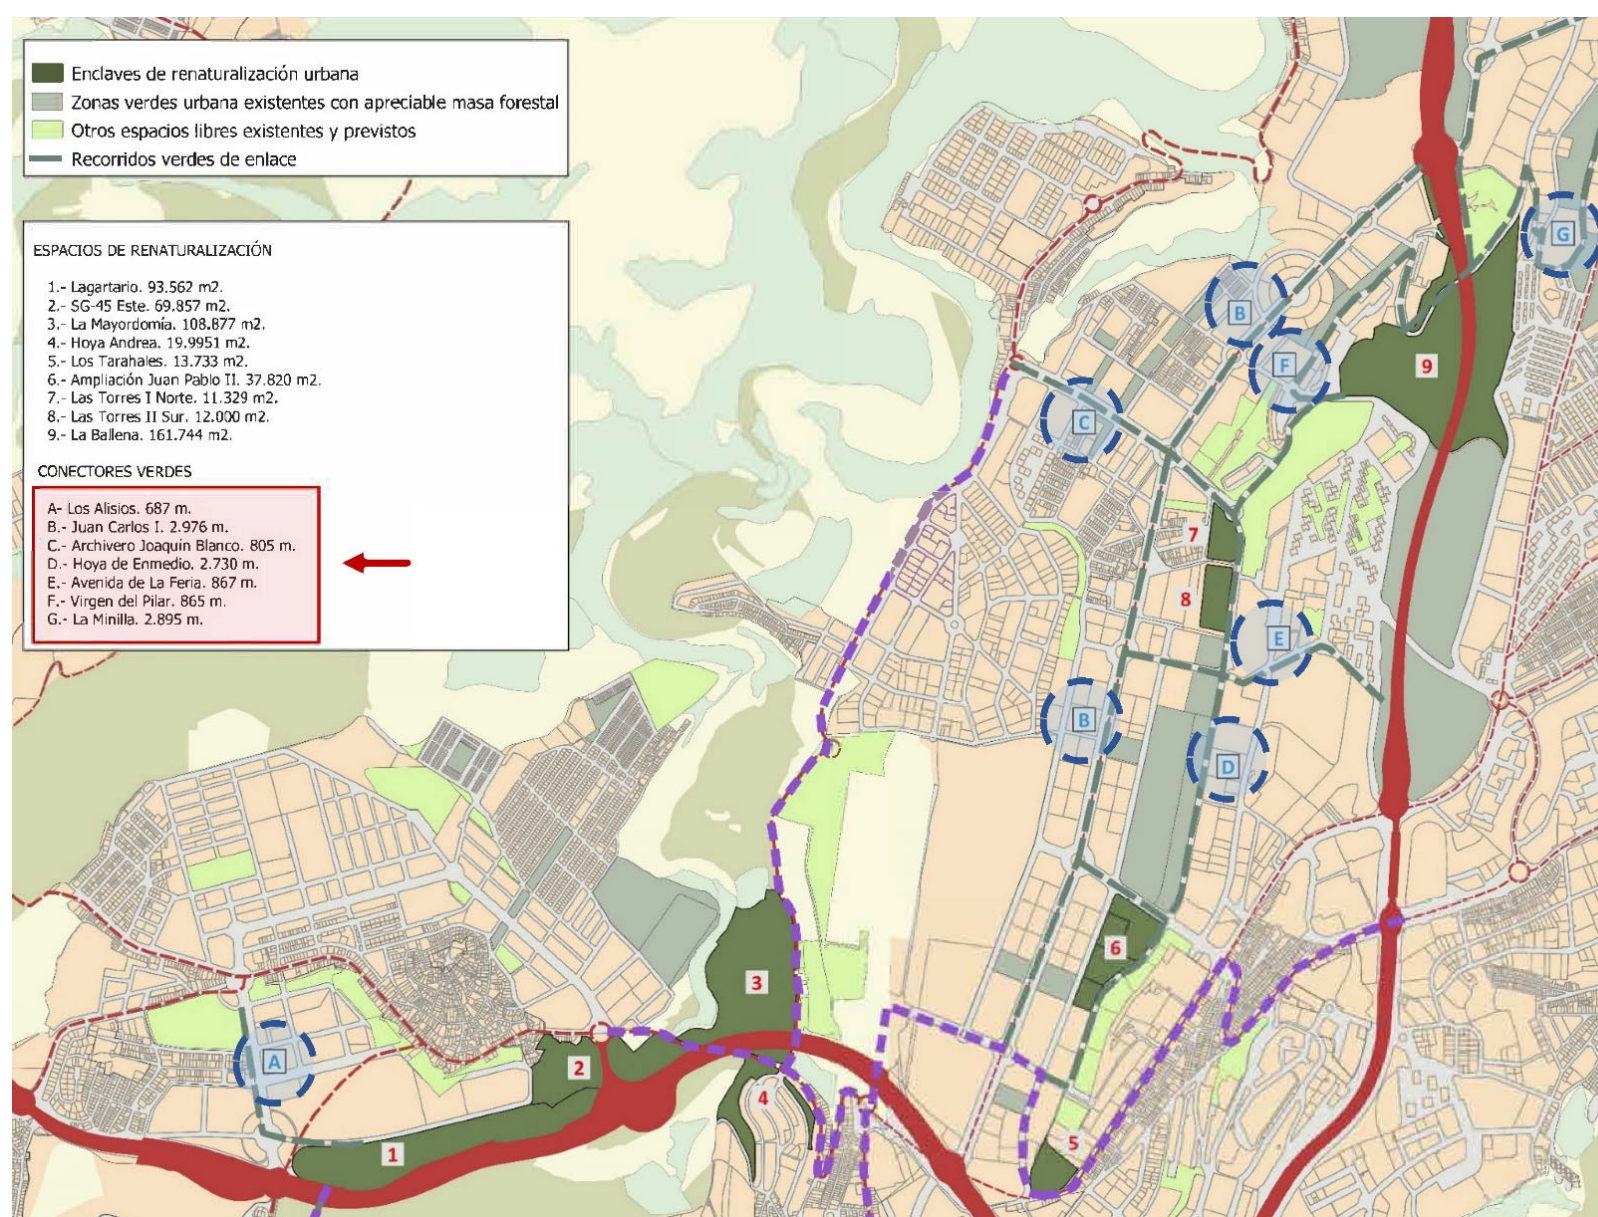 Enclaves de renaturalización urbana
Zonas verdes urbana existentes con apreciable masa forestal
Otros espacios libres existentes y previstos
Recorridos verdes de enlace
ESPACIOS DE RENATURALIZACIÓN
1.- Lagartario. 93.562 m2.
2.- SG-45 Este. 69.857 m2.
3.- La Mayordomía. 108.877 m2.
4.- Hoya Andrea. 19.9951 m2.
5.- Los Tarahales. 13.733 m2.
6.- Ampliación Juan Pablo II. 37.820 m2.
7.- Las Torres I Norte. 11.329 m2.
8.- Las Torres II Sur. 12.000 m2.
9.- La Ballena. 161.744 m2.
CONECTORES VERDES
A- Los Alisios. 687 m.
B.- Juan Carlos I. 2.976 m.
C.- Archivero Joaquín Blanco. 805 m.
D.- Hoya de Enmedio. 2.730 m.
E.- Avenida de La Feria. 867 m.
F.- Virgen del Pilar. 865 m.
G.- La Minilla. 2.895 m.
G
B
F
9
C
7
8
E
B
D
6
3
A
2
4
5
1